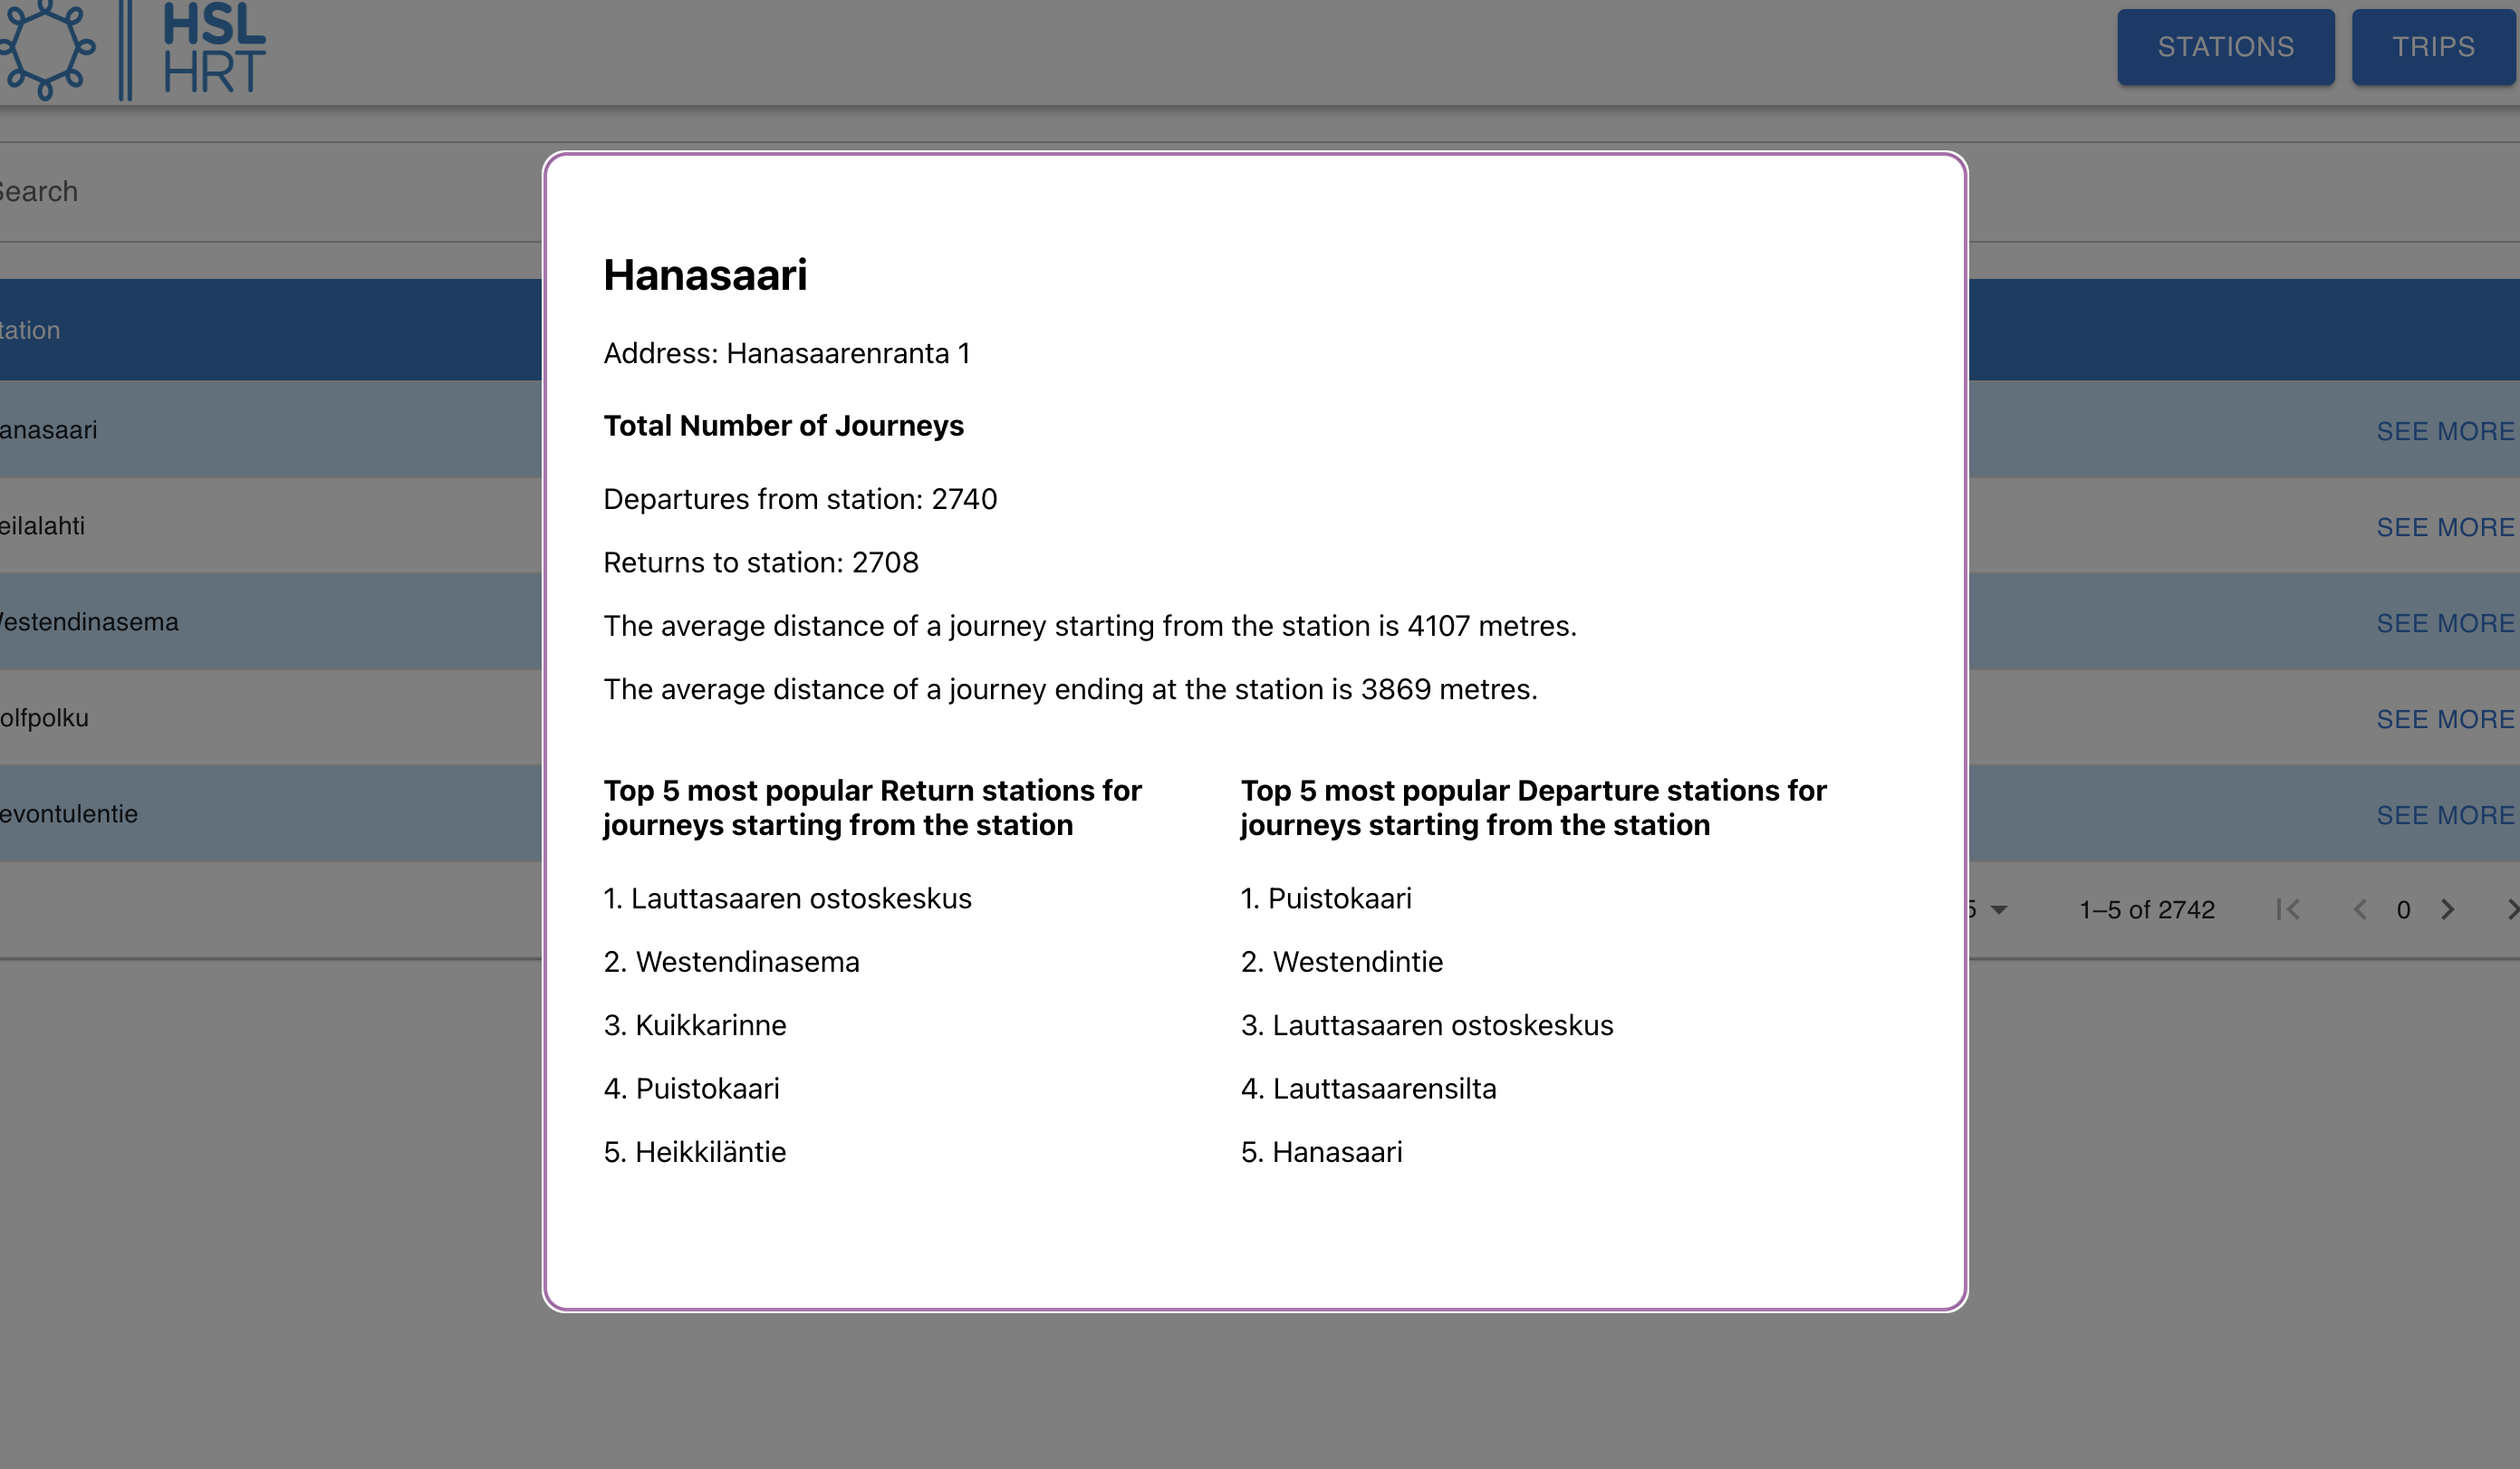 HSL
HRT
STATIONS
TRIPS
Search
tation
anasaari
SEE MORE
eilalahti
SEE MORE
estendinasema
SEE MORE
olfpolku
SEE MORE
evontulentie
SEE MORE
5
1–5 of 2742
0
Hanasaari
Address: Hanasaarenranta 1
Total Number of Journeys
Departures from station: 2740
Returns to station: 2708
The average distance of a journey starting from the station is 4107 metres.
The average distance of a journey ending at the station is 3869 metres.
Top 5 most popular Return stations for
journeys starting from the station
1. Lauttasaaren ostoskeskus
2. Westendinasema
3. Kuikkarinne
4. Puistokaari
5. Heikkiläntie
Top 5 most popular Departure stations for
journeys starting from the station
1. Puistokaari
2. Westendintie
3. Lauttasaaren ostoskeskus
4. Lauttasaarensilta
5. Hanasaari